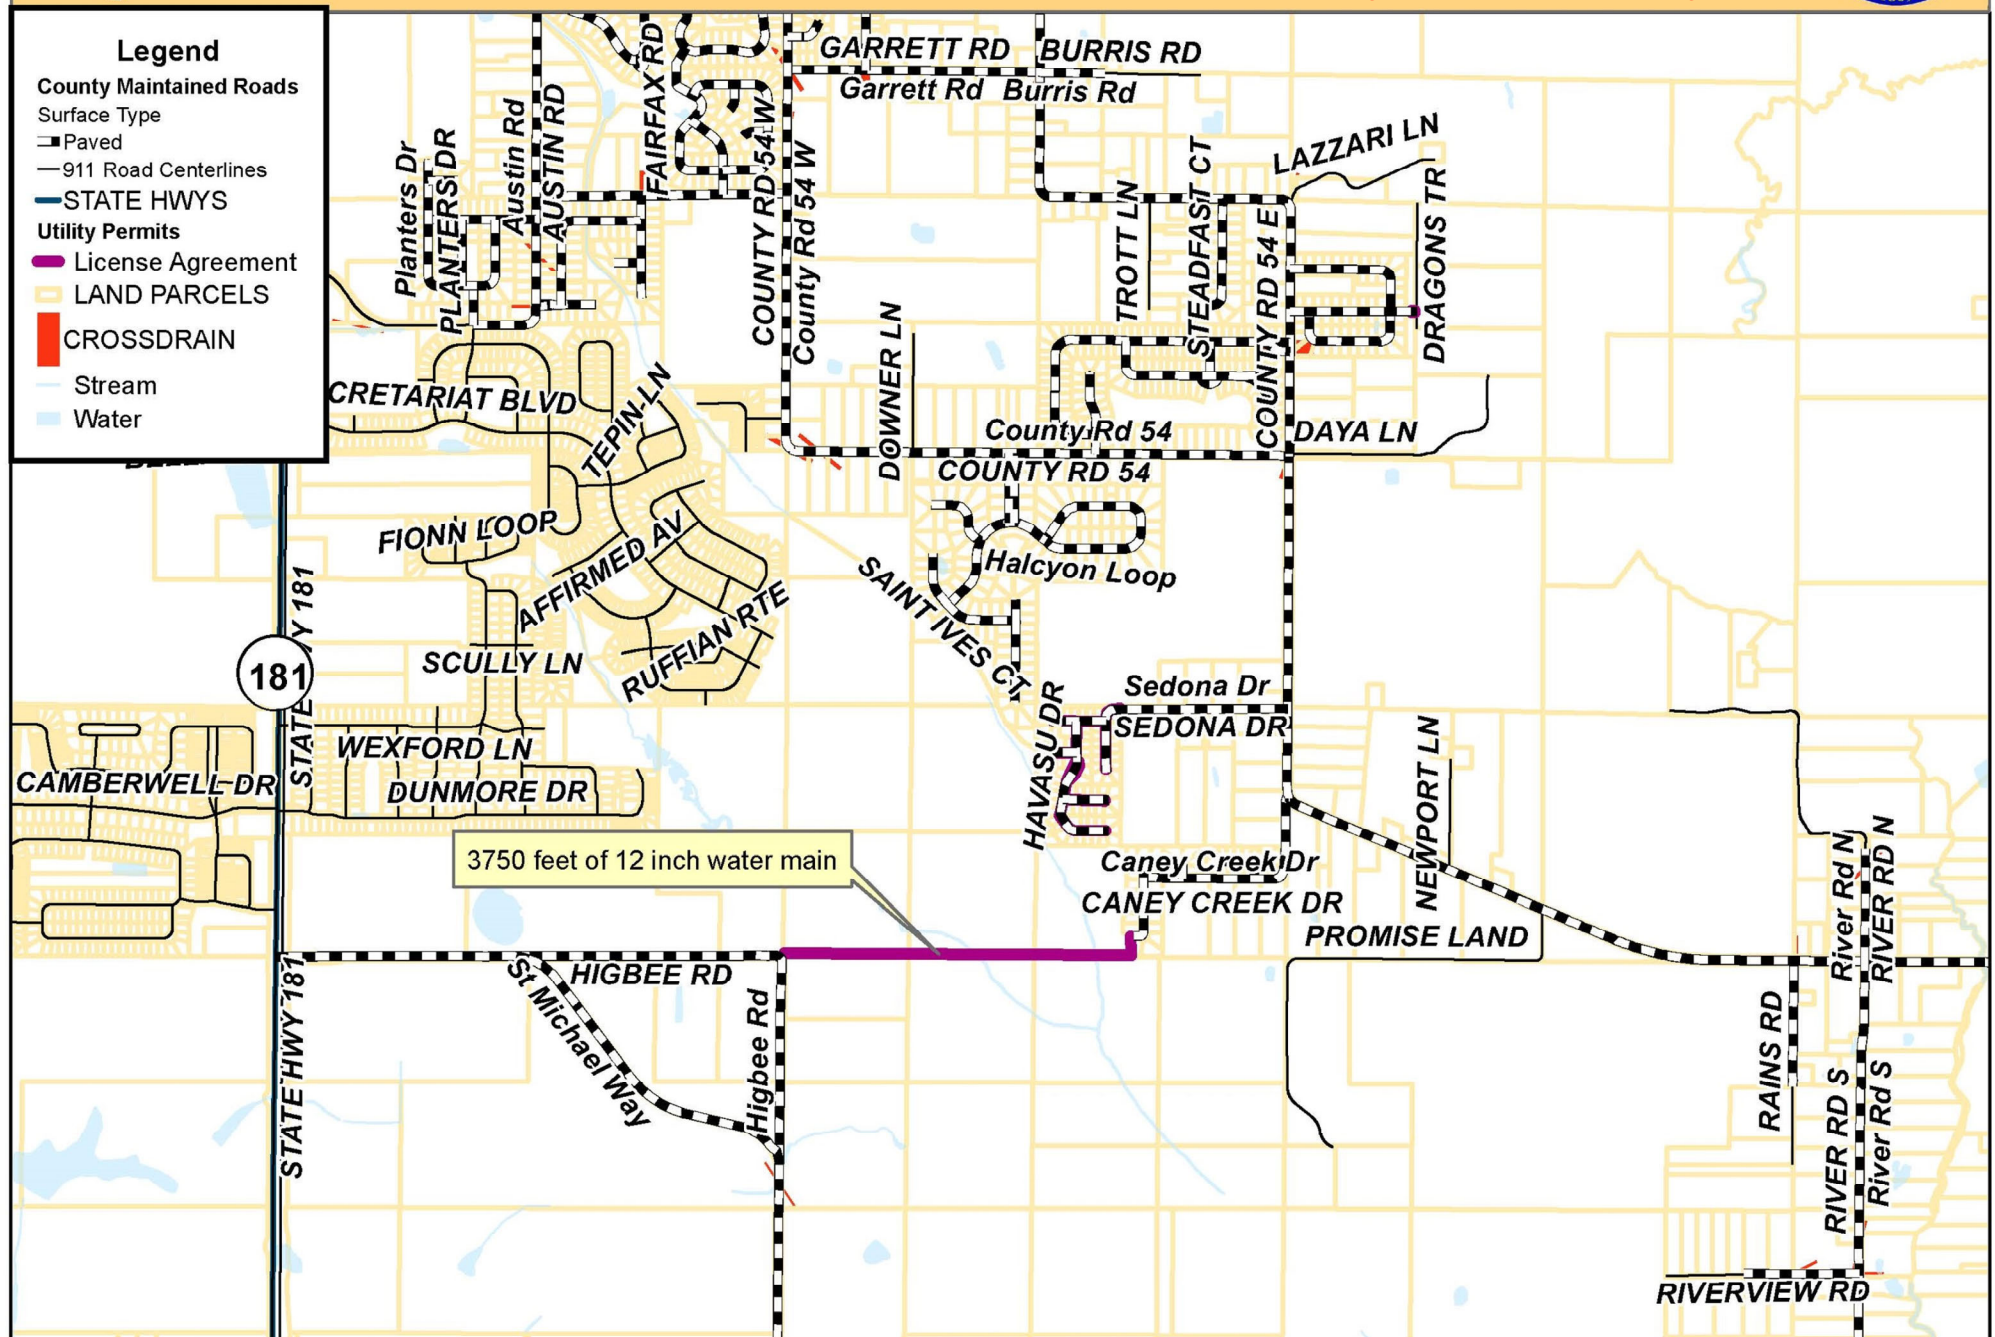 Legend
County Maintained Roads
Surface Type
Paved
911 Road Centerlines
STATE HWYS
Utility Permits
License Agreement
LAND PARCELS
CROSSDRAIN
Stream
Water
GARRETT RD
BURRIS RD
Garrett Rd
Burris Rd
FAIRFAX RD
Austin Rd
AUSTIN RD
Planters Dr
PLANTERS DR
COUNTY RD 54 W
County Rd 54 W
LAZZARI LN
TROTT LN
STEADFAST CT
COUNTY RD 54 E
DRAGONS TR
DOWNER LN
CRETARIAT BLVD
TEPIN LN
County Rd 54
COUNTY RD 54
DAYA LN
FIONN LOOP
AFFIRMED AV
Halcyon Loop
SAINT IVES CT
RUFFIAN RTE
SCULLY LN
STATE HWY 181
181
Sedona Dr
SEDONA DR
HAVASU DR
NEWPORT LN
WEXFORD LN
CAMBERWELL DR
DUNMORE DR
3750 feet of 12 inch water main
Caney Creek Dr
CANEY CREEK DR
PROMISE LAND
River Rd N
RIVER RD N
HIGBEE RD
St Michael Way
Higbee Rd
STATE HWY 181
RAINS RD
RIVER RD S
River Rd S
RIVERVIEW RD